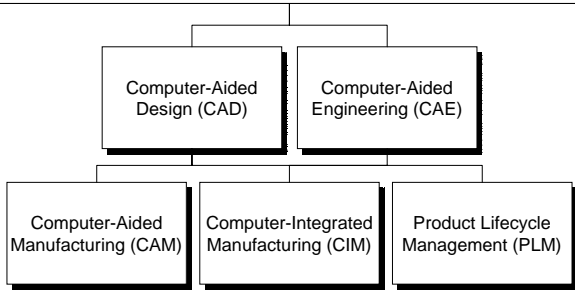 Computer-Aided
Design (CAD)
Computer-Aided
Engineering (CAE)
Computer-Aided
Manufacturing (CAM)
Computer-Integrated
Manufacturing (CIM)
Product Lifecycle
Management (PLM)